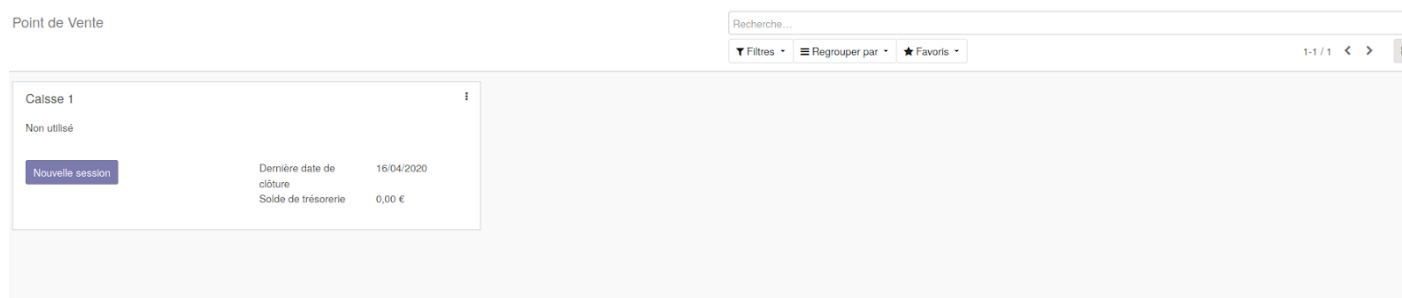 Point de Vente
Recherche...
Filtres
Regrouper par
Favoris
1-1 / 1
Caisse 1
Non utilisé
Nouvelle session
Dernière date de clôture
16/04/2020
Solde de trésorerie
0,00 €